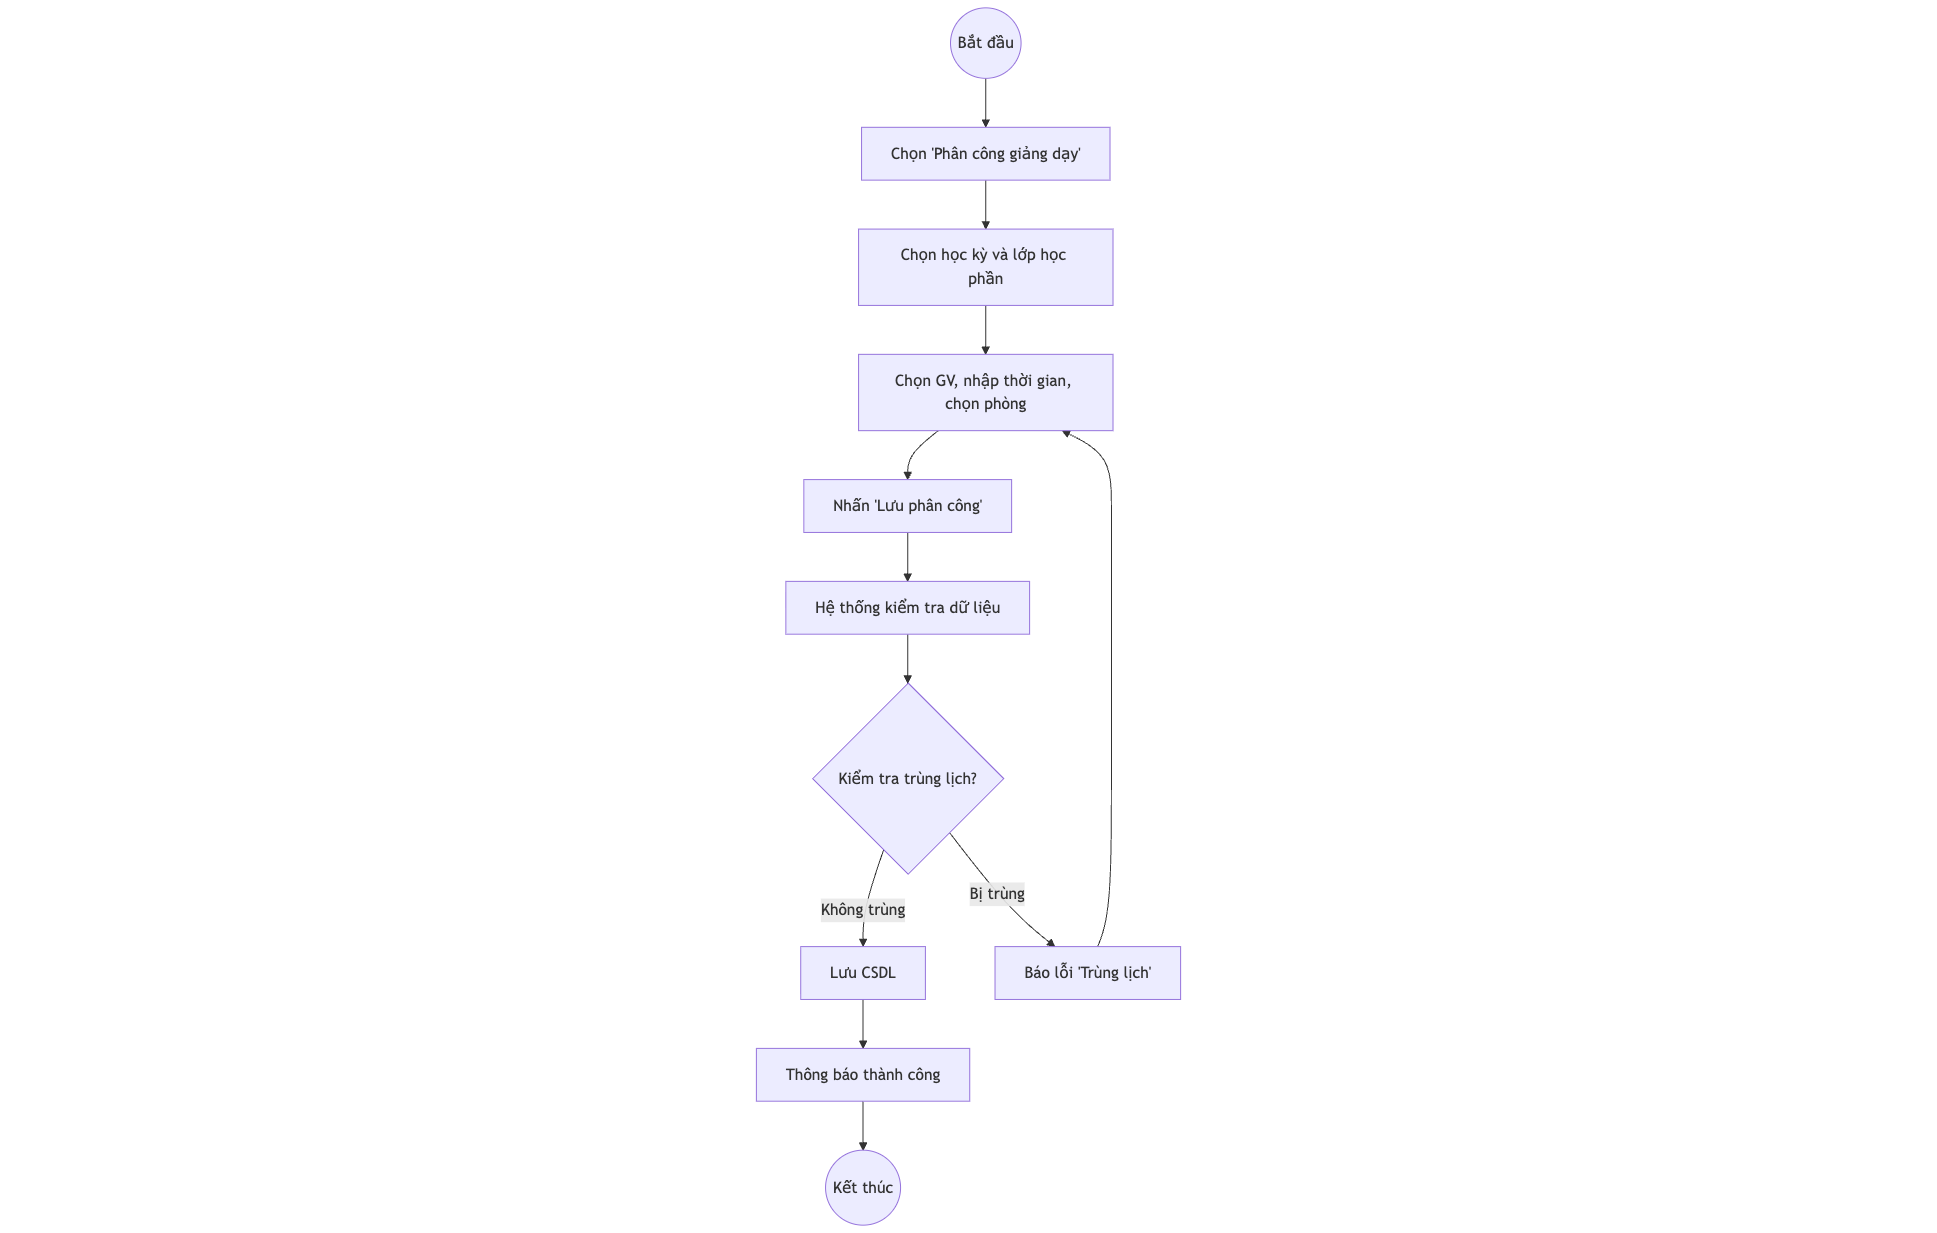 Bắt đầu
Chọn 'Phân công giảng dạy'
Chọn học kỳ và lớp học
phần
Chọn GV, nhập thời gian,
chọn phòng
Nhấn 'Lưu phân công'
Hệ thống kiểm tra dữ liệu
Kiểm tra trùng lịch?
Không trùng
Bị trùng
Lưu CSDL
Báo lỗi 'Trùng lịch'
Thông báo thành công
Kết thúc